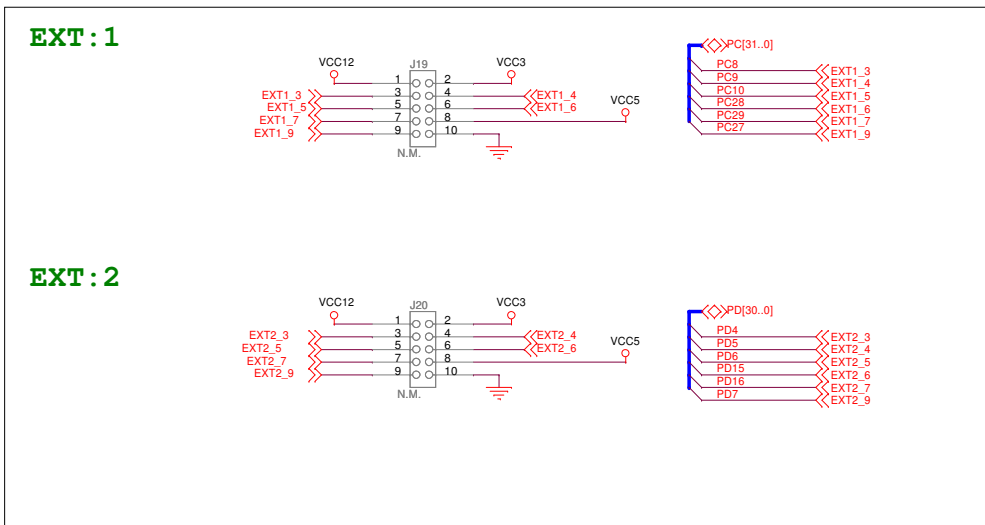 EXT:1
VCC12 J19 VCC3
1 2
EXT1_3 3 4 EXT1_4
EXT1_5 5 6 EXT1_6
VCC5
EXT1_7 7 8
EXT1_9 9 10
N.M.
PC[31..0]
PC8 EXT1_3
PC9 EXT1_4
PC10 EXT1_5
PC28 EXT1_6
PC29 EXT1_7
PC27 EXT1_9
EXT:2
VCC12 J20 VCC3
1 2
EXT2_3 3 4 EXT2_4
EXT2_5 5 6 EXT2_6
VCC5
EXT2_7 7 8
EXT2_9 9 10
N.M.
PD[30..0]
PD4 EXT2_3
PD5 EXT2_4
PD6 EXT2_5
PD15 EXT2_6
PD16 EXT2_7
PD7 EXT2_9